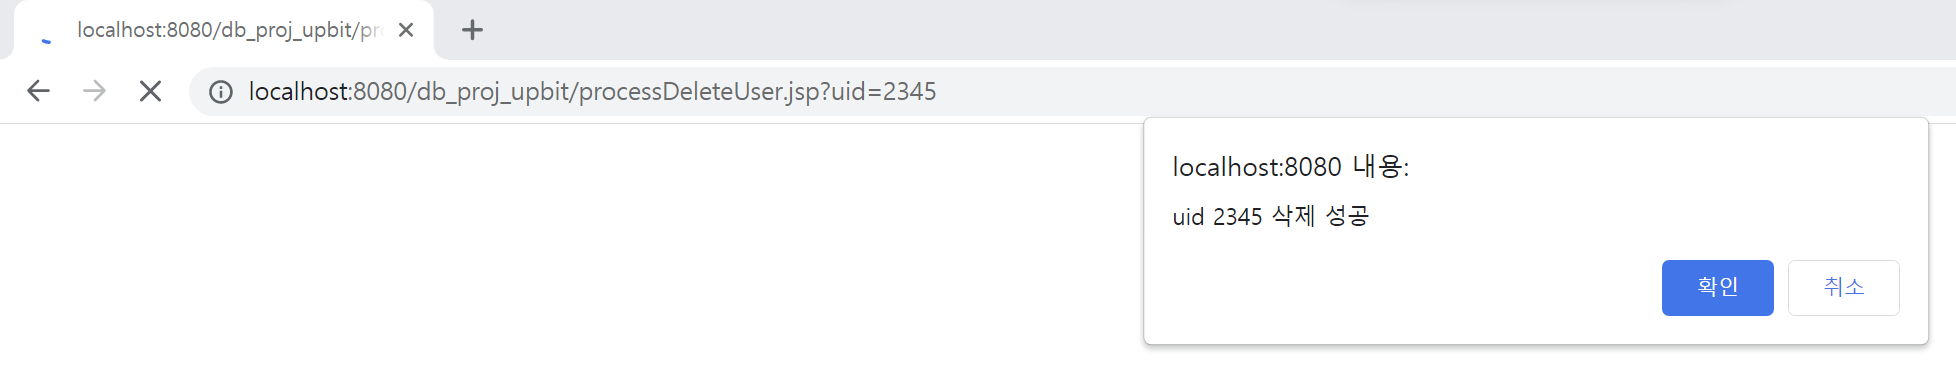 localhost:8080/db_proj_upbit/pro
localhost:8080/db_proj_upbit/processDeleteUser.jsp?uid=2345
localhost:8080 내용:
uid 2345 삭제 성공
확인
취소